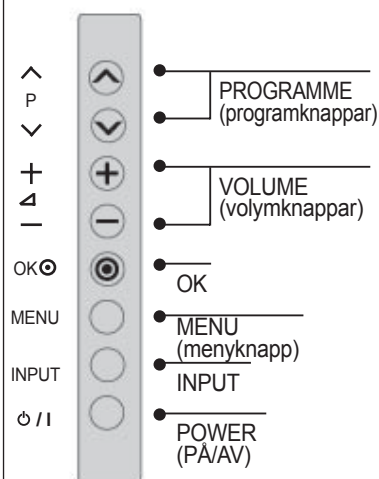 P
PROGRAMME
(programknappar)
VOLUME
(volymknappar)
OK
OK
MENU
MENU
(menyknapp)
INPUT
INPUT
/ I
POWER
(PÅ/AV)